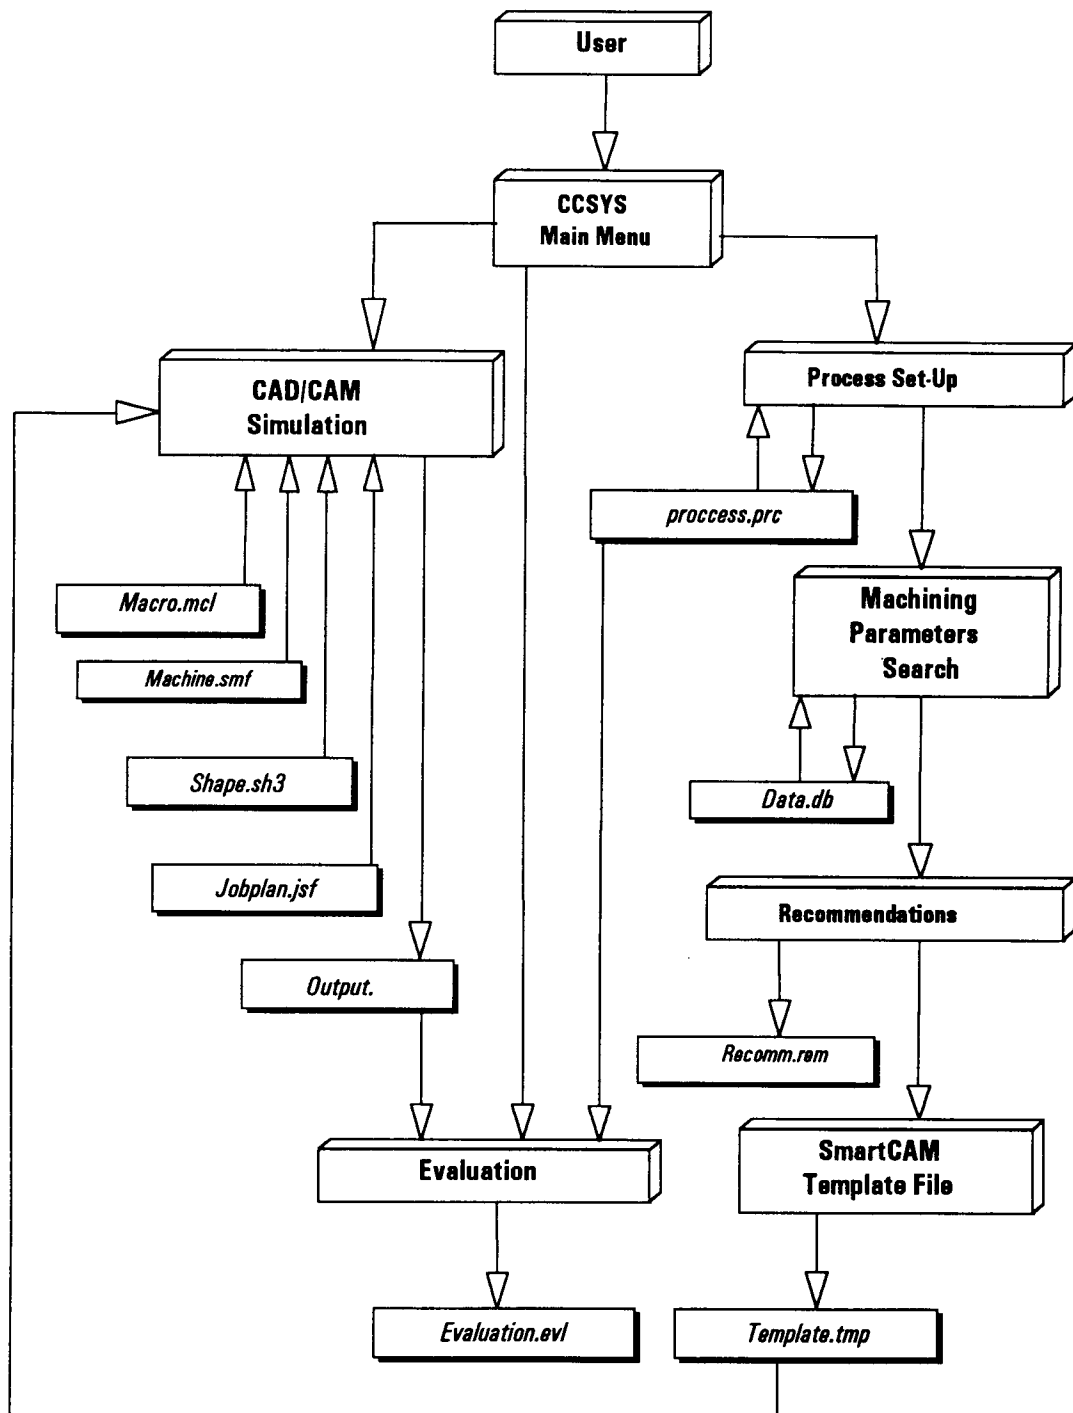 User
CCSYS
Main Menu
CAD/CAM
Simulation
Process Set-Up
proccess.prc
Macro.mcl
Machine.smf
Machining
Parameters
Search
Shape.sh3
Data.db
Jobplan.jsf
Recommendations
Output.
Recomm.rem
Evaluation
SmartCAM
Template File
Evaluation.evl
Template.tmp